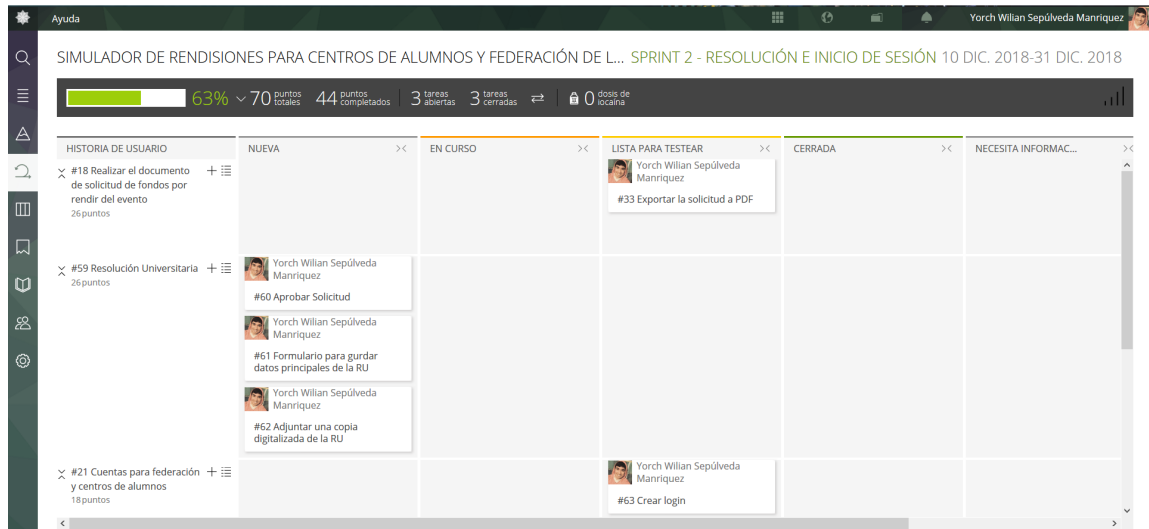 Ayuda
Yorch Wilian Sepúlveda Manriquez
SIMULADOR DE RENDISIONES PARA CENTROS DE ALUMNOS Y FEDERACIÓN DE L... SPRINT 2 - RESOLUCIÓN E INICIO DE SESIÓN 10 DIC. 2018-31 DIC. 2018
63% 70 puntos totales 44 puntos completados 3 tareas abiertas 3 tareas cerradas 0 dosis de iocaína
HISTORIA DE USUARIO NUEVA EN CURSO LISTA PARA TESTEAR CERRADA NECESITA INFORMAC...
#18 Realizar el documento
de solicitud de fondos por
rendir del evento
26 puntos
Yorch Wilian Sepúlveda
Manriquez
#33 Exportar la solicitud a PDF
#59 Resolución Universitaria
26 puntos
Yorch Wilian Sepúlveda
Manriquez
#60 Aprobar Solicitud
Yorch Wilian Sepúlveda
Manriquez
#61 Formulario para gurdar
datos principales de la RU
Yorch Wilian Sepúlveda
Manriquez
#62 Adjuntar una copia
digitalizada de la RU
#21 Cuentas para federación
y centros de alumnos
18 puntos
Yorch Wilian Sepúlveda
Manriquez
#63 Crear login